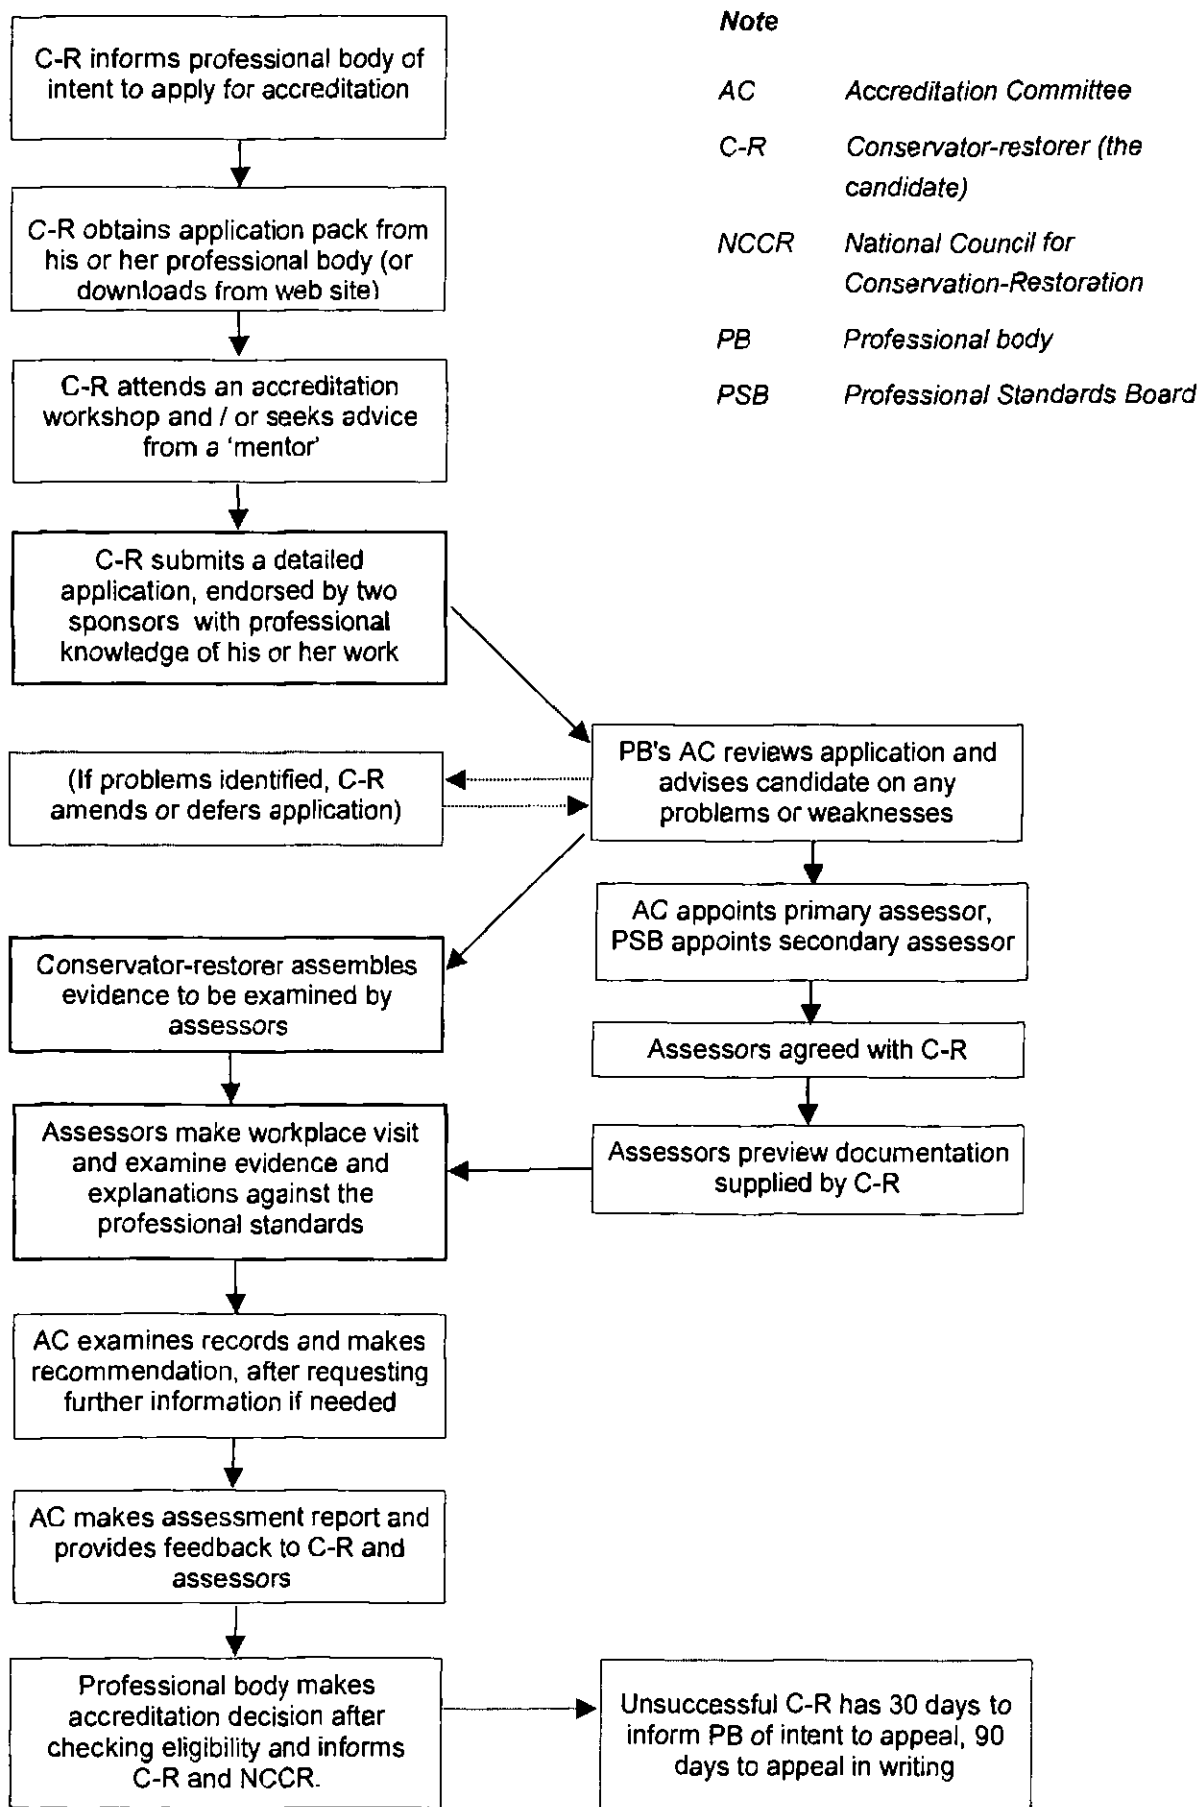 C-R informs professional body of
intent to apply for accreditation
Note
AC Accreditation Committee
C-R Conservator-restorer (the
candidate)
NCCR National Council for
Conservation-Restoration
PB Professional body
PSB Professional Standards Board
C-R obtains application pack from
his or her professional body (or
downloads from web site)
C-R attends an accreditation
workshop and / or seeks advice
from a ‘mentor’
C-R submits a detailed
application, endorsed by two
sponsors with professional
knowledge of his or her work
PB's AC reviews application and
advises candidate on any
problems or weaknesses
(If problems identified, C-R
amends or defers application)
AC appoints primary assessor,
PSB appoints secondary assessor
Conservator-restorer assembles
evidence to be examined by
assessors
Assessors agreed with C-R
Assessors preview documentation
supplied by C-R
Assessors make workplace visit
and examine evidence and
explanations against the
professional standards
AC examines records and makes
recommendation, after requesting
further information if needed
AC makes assessment report and
provides feedback to C-R and
assessors
Professional body makes
accreditation decision after
checking eligibility and informs
C-R and NCCR.
Unsuccessful C-R has 30 days to
inform PB of intent to appeal, 90
days to appeal in writing